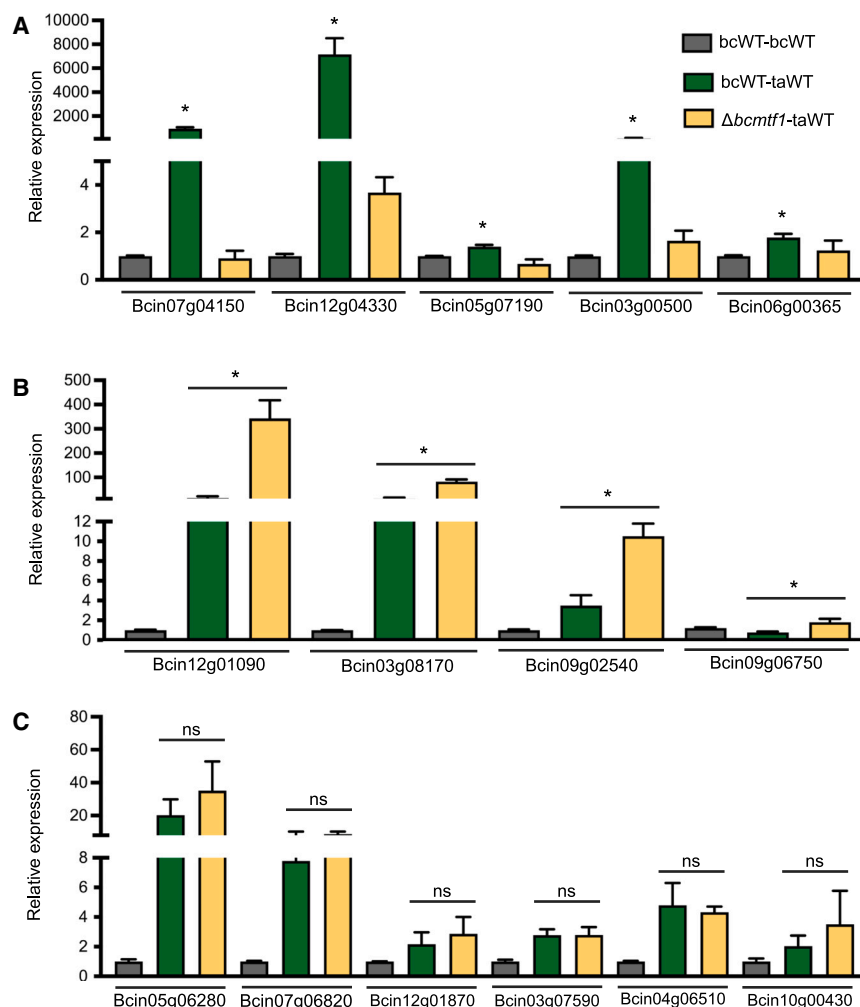 A
Relative expression
10000
8000
6000
4000
2000
4
2
0
* * * * *
bcWT-bcWT
bcWT-taWT
Δbcmtf1-taWT
Bcin07g04150 Bcin12g04330 Bcin05g07190 Bcin03g00500 Bcin06g00365
B
Relative expression
500
400
300
200
100
12
10
8
6
4
2
0
* * * *
Bcin12g01090 Bcin03g08170 Bcin09g02540 Bcin09g06750
C
Relative expression
80
60
40
20
8
6
4
2
0
ns ns ns ns ns ns
Bcin05g06280 Bcin07g06820 Bcin12g01870 Bcin03g07590 Bcin04g06510 Bcin10g00430